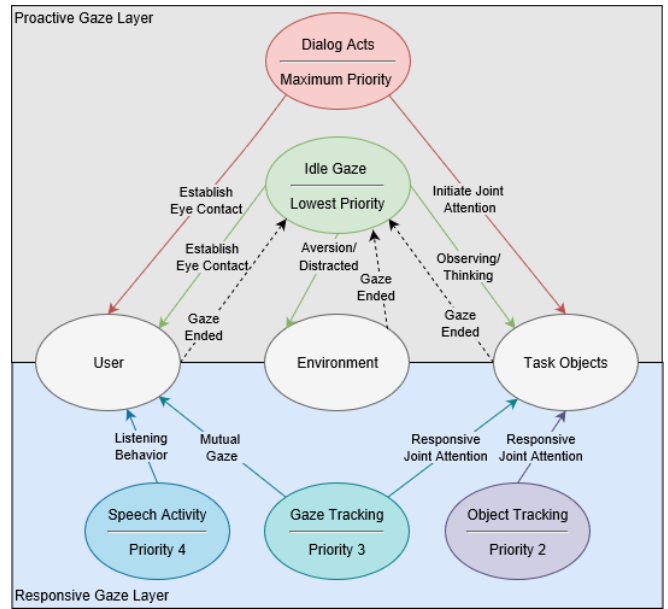 Proactive Gaze Layer
Dialog Acts
Maximum Priority
Idle Gaze
Lowest Priority
Establish
Eye Contact
Initiate Joint
Attention
Establish
Eye Contact
Aversion/
Distracted
Observing/
Thinking
Gaze
Ended
Gaze
Ended
Gaze
Ended
User
Environment
Task Objects
Listening
Behavior
Mutual
Gaze
Responsive
Joint Attention
Responsive
Joint Attention
Speech Activity
Priority 4
Gaze Tracking
Priority 3
Object Tracking
Priority 2
Responsive Gaze Layer